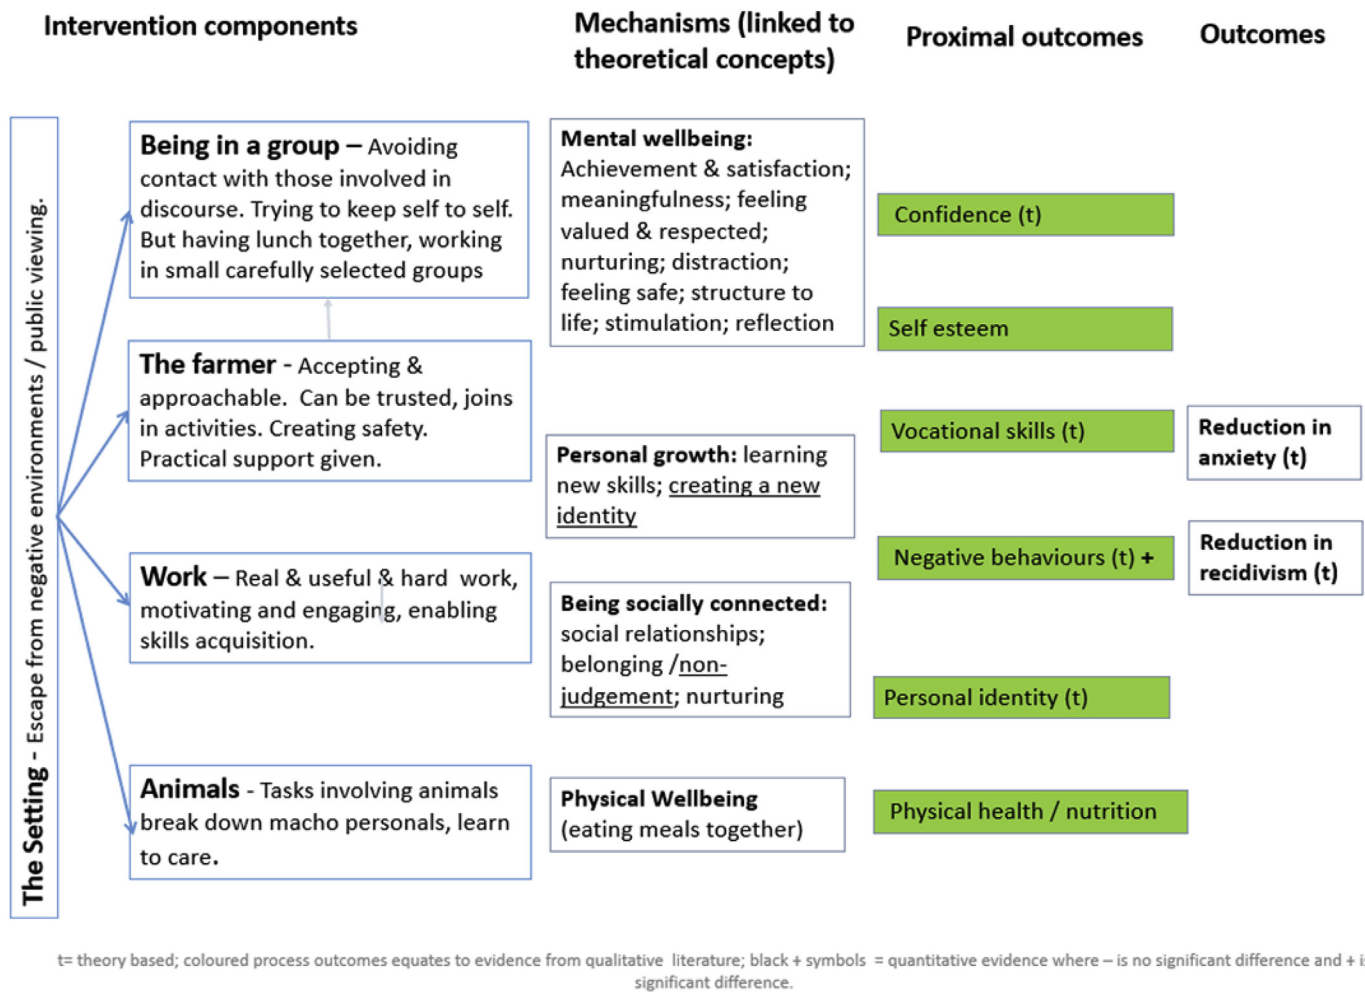 Intervention components
Mechanisms (linked to
theoretical concepts)
Proximal outcomes
Outcomes
The Setting - Escape from negative environments / public viewing.
Being in a group – Avoiding
contact with those involved in
discourse. Trying to keep self to self.
But having lunch together, working
in small carefully selected groups
The farmer - Accepting &
approachable. Can be trusted, joins
in activities. Creating safety.
Practical support given.
Work – Real & useful & hard work,
motivating and engaging, enabling
skills acquisition.
Animals - Tasks involving animals
break down macho personals, learn
to care.
Mental wellbeing:
Achievement & satisfaction;
meaningfulness; feeling
valued & respected;
nurturing; distraction;
feeling safe; structure to
life; stimulation; reflection
Personal growth: learning
new skills; creating a new
identity
Being socially connected:
social relationships;
belonging /non-
judgement; nurturing
Physical Wellbeing
(eating meals together)
Confidence (t)
Self esteem
Vocational skills (t)
Negative behaviours (t) +
Personal identity (t)
Physical health / nutrition
Reduction in
anxiety (t)
Reduction in
recidivism (t)
t= theory based; coloured process outcomes equates to evidence from qualitative literature; black + symbols = quantitative evidence where – is no significant difference and + i
significant difference.